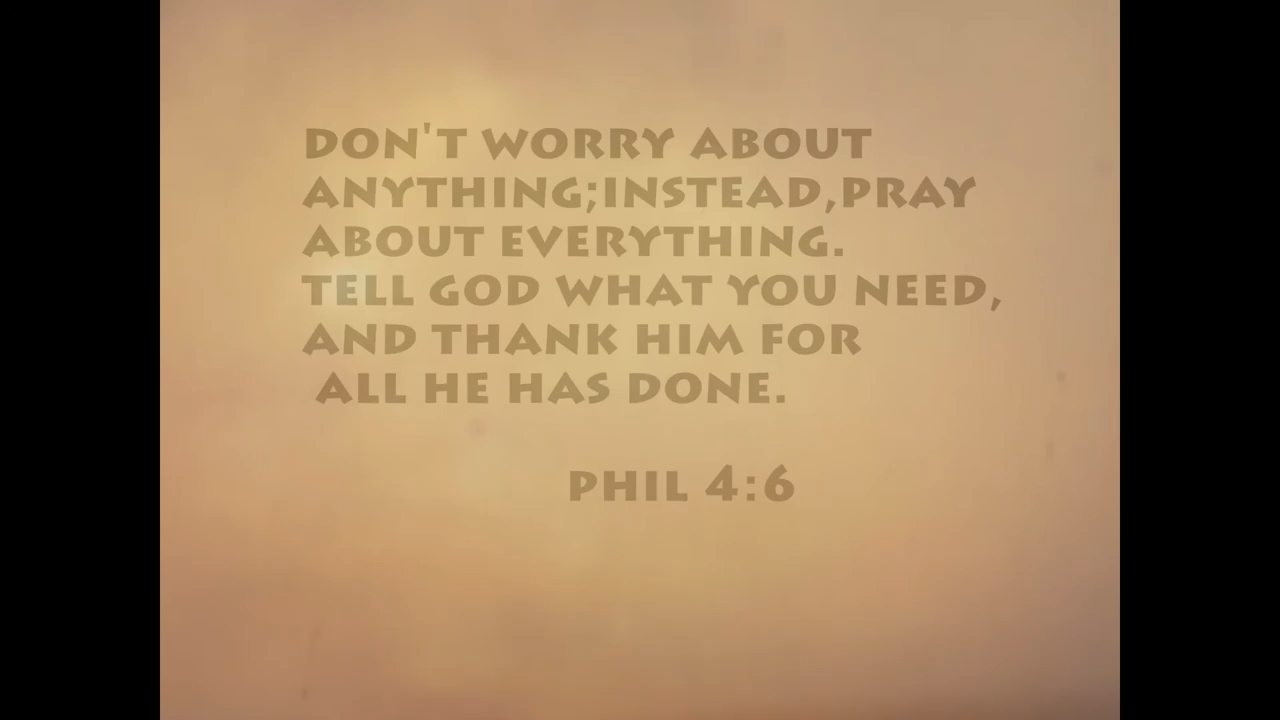 DON'T WORRY ABOUT
ANYTHING;INSTEAD,PRAY
ABOUT EVERYTHING.
TELL GOD WHAT YOU NEED,
AND THANK HIM FOR
ALL HE HAS DONE.
PHIL 4:6